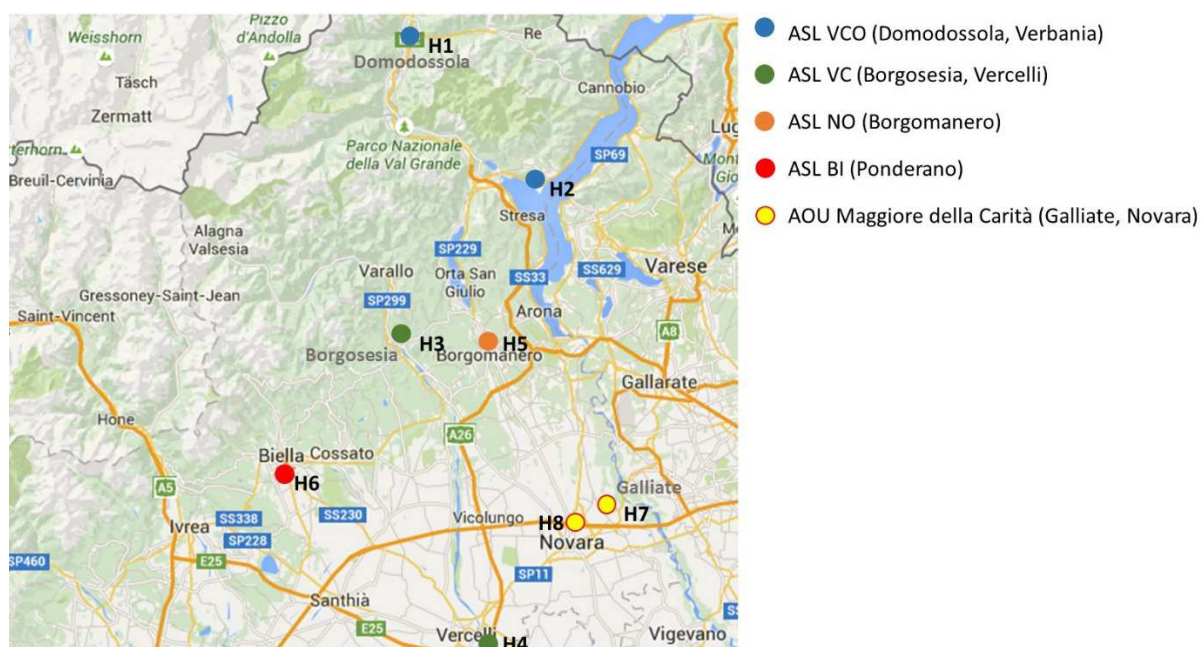 Weisshorn
Pizzo
d'Andolla
H1
Re
Domodossola
Täsch
Cannobio
Zermatt
Parco Nazionale
della Val Grande
SP69
Breuil-Cervinia
H2
Stresa
Alagna
Valsesia
SP229
Varallo
Orta San
Giulio
SS33
SS629
Varese
Gressoney-Saint-Jean
SP299
Saint-Vincent
Arona
A8
H3
H5
Borgosesia
Borgomanero
Gallarate
Hone
A26
Biella
Cossato
H6
A5
Galliate
H7
SS338
SS230
Vicolungo
H8
Ivrea
Novara
SP228
SP460
E25
SP11
Santhià
E25
Vercelli
H4
Vigevano
ASL VCO (Domodossola, Verbania)
ASL VC (Borgosesia, Vercelli)
ASL NO (Borgomanero)
ASL BI (Ponderano)
AOU Maggiore della Carità (Galliate, Novara)